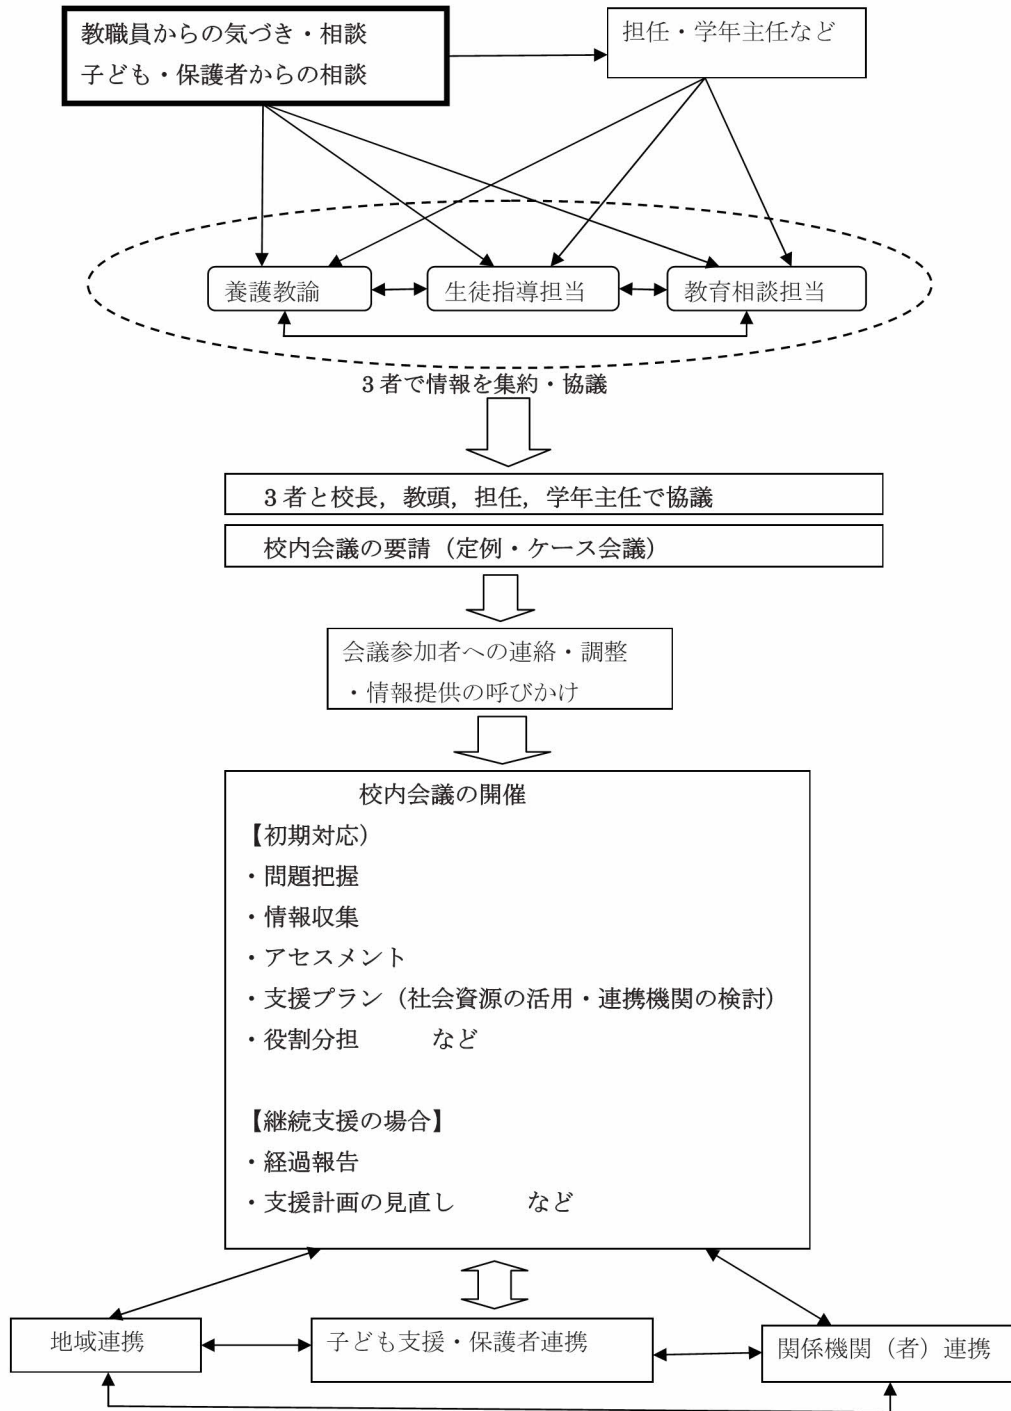 教職員からの気づき・相談
子ども・保護者からの相談
担任・学年主任など
養護教諭
生徒指導担当
教育相談担当
3者で情報を集約・協議
3者と校長，教頭，担任，学年主任で協議
校内会議の要請（定例・ケース会議）
会議参加者への連絡・調整
・情報提供の呼びかけ
校内会議の開催
【初期対応）
・問題把握
・情報収集
・アセスメント
・支援プラン（社会資源の活用・連携機関の検討）
・役割分担　　　など
【継続支援の場合】
・経過報告
・支援計画の見直し　　　など
地域連携
子ども支援・保護者連携
関係機関（者）連携